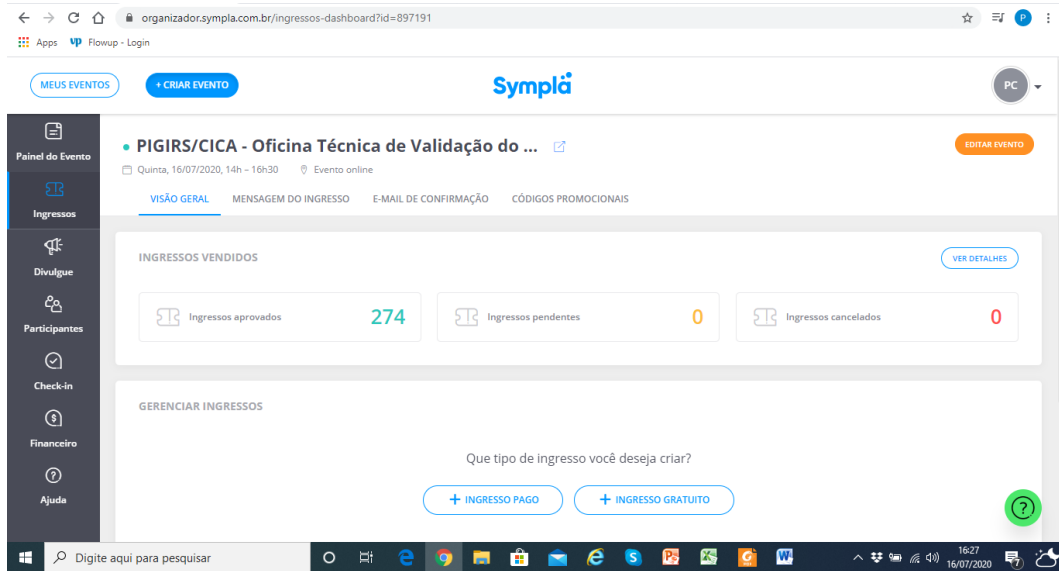 organizador.sympla.com.br/ingressos-dashboard?id=897191
P
Apps
VP Flowup - Login
MEUS EVENTOS
+ CRIAR EVENTO
Sympla
PC
Painel do Evento
Ingressos
Divulgue
Participantes
Check-in
Financeiro
Ajuda
PIGIRS/CICA - Oficina Técnica de Validação do ...
EDITAR EVENTO
Quinta, 16/07/2020, 14h – 16h30 Evento online
VISÃO GERAL MENSAGEM DO INGRESSO E-MAIL DE CONFIRMAÇÃO CÓDIGOS PROMOCIONAIS
INGRESSOS VENDIDOS
VER DETALHES
Ingressos aprovados 274
Ingressos pendentes 0
Ingressos cancelados 0
GERENCIAR INGRESSOS
Que tipo de ingresso você deseja criar?
+ INGRESSO PAGO
+ INGRESSO GRATUITO
Digite aqui para pesquisar
16:27
16/07/2020
7